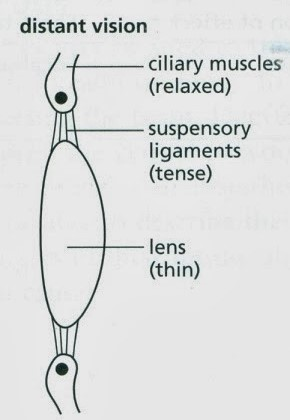 distant vision
ciliary muscles
(relaxed)
suspensory
ligaments
(tense)
lens
(thin)